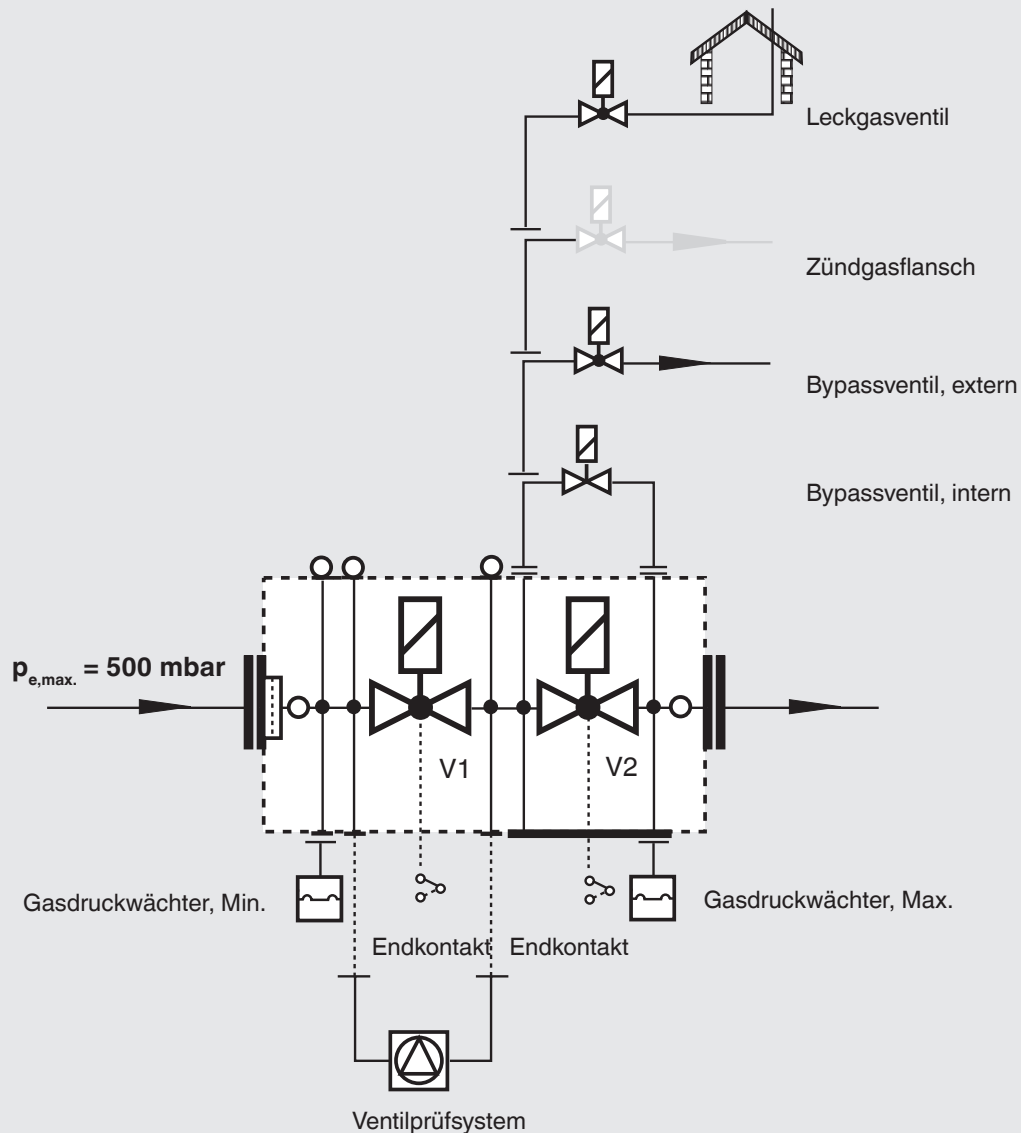 Leckgasventil
Zündgasflansch
Bypassventil, extern
Bypassventil, intern
pe,max. = 500 mbar
V1
V2
Gasdruckwächter, Min.
Gasdruckwächter, Max.
Endkontakt
Endkontakt
Ventilprüfsystem